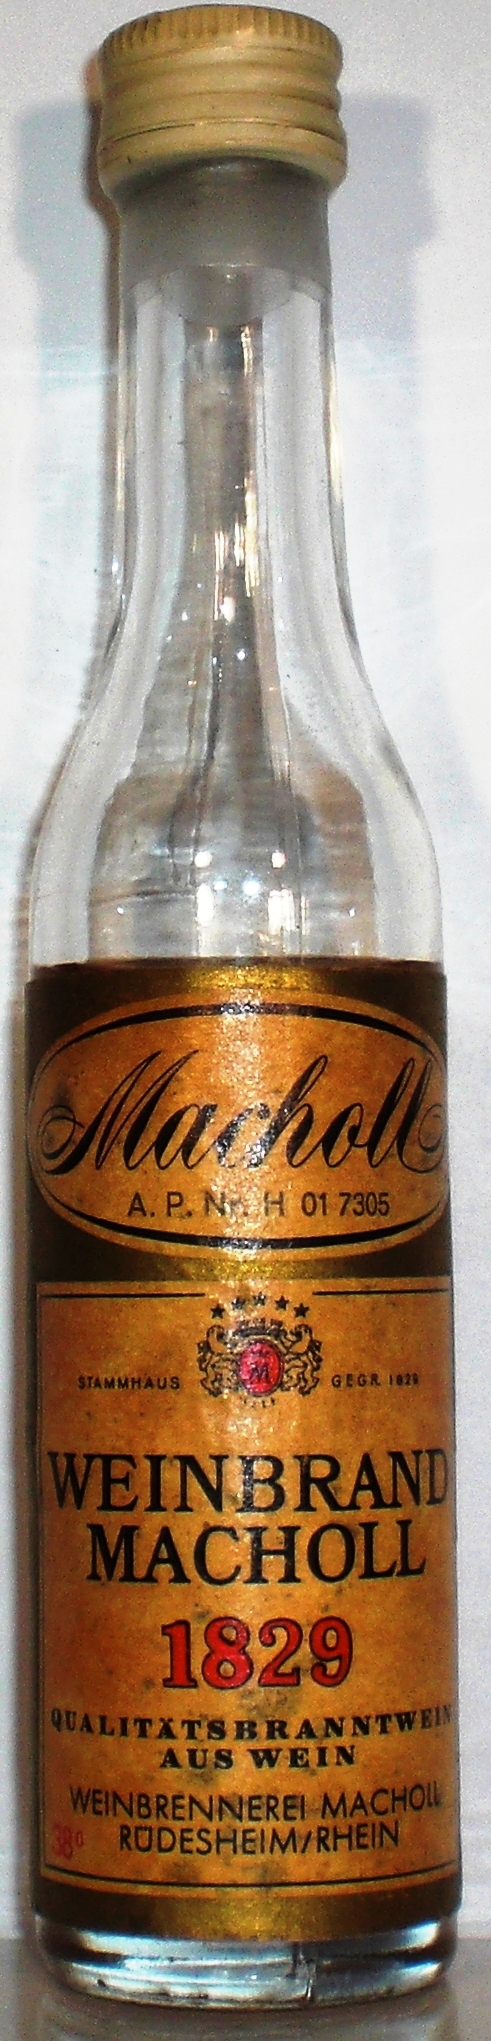 Macholl
A. P. Nr. H 01 7305
STAMMHAUS M GEGR. 1829
WEINBRAND
MACHOLL
1829
QUALITÄTSBRANNTWEIN
AUS WEIN
WEINBRENNEREI MACHOLL
38° RÜDESHEIM/RHEIN